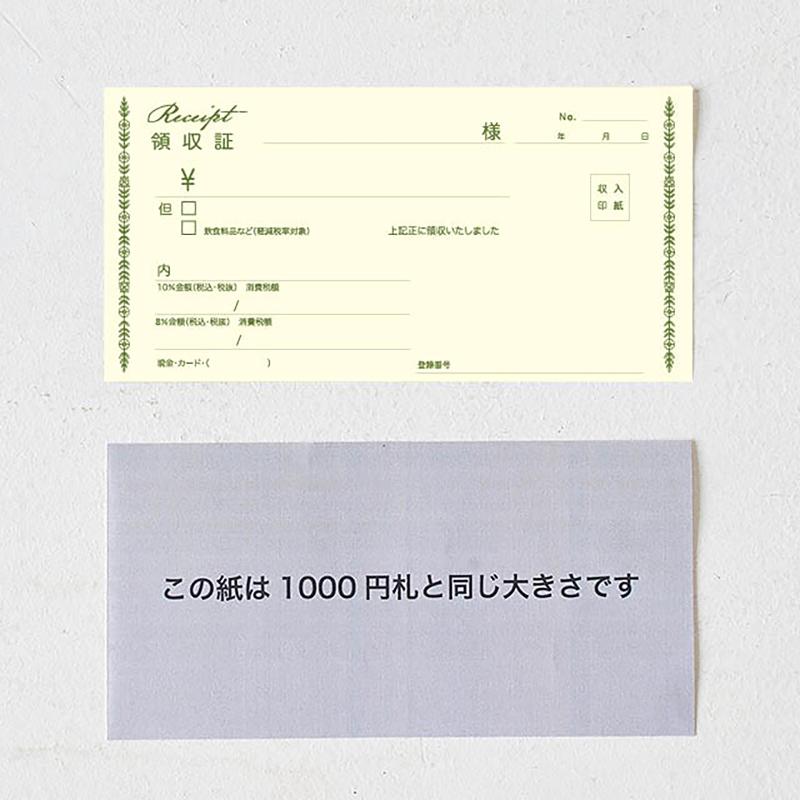 Receipt
領収証
様
No.
年 月 日
¥
収入
印紙
但
飲食料品など(軽減税率対象)
上記正に領収いたしました
内
10%金額(税込・税抜) 消費税額
/
8%金額(税込・税抜) 消費税額
/
現金・カード・( )
登録番号
この紙は1000円札と同じ大きさです